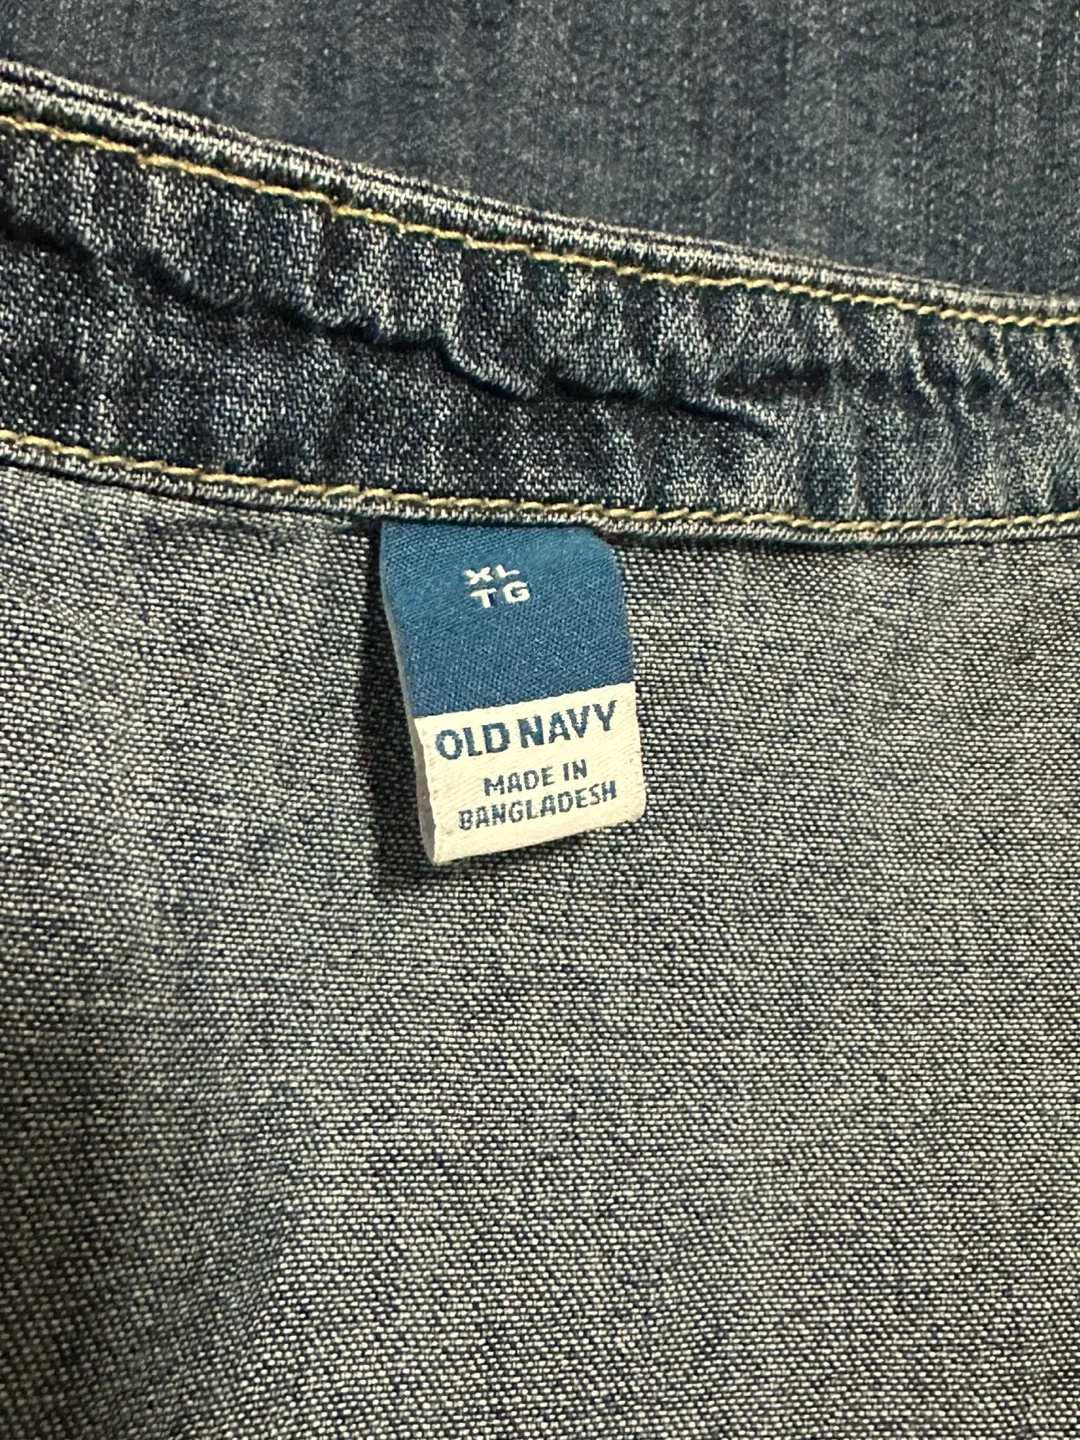 XL
TG
OLD NAVY
MADE IN
BANGLADESH